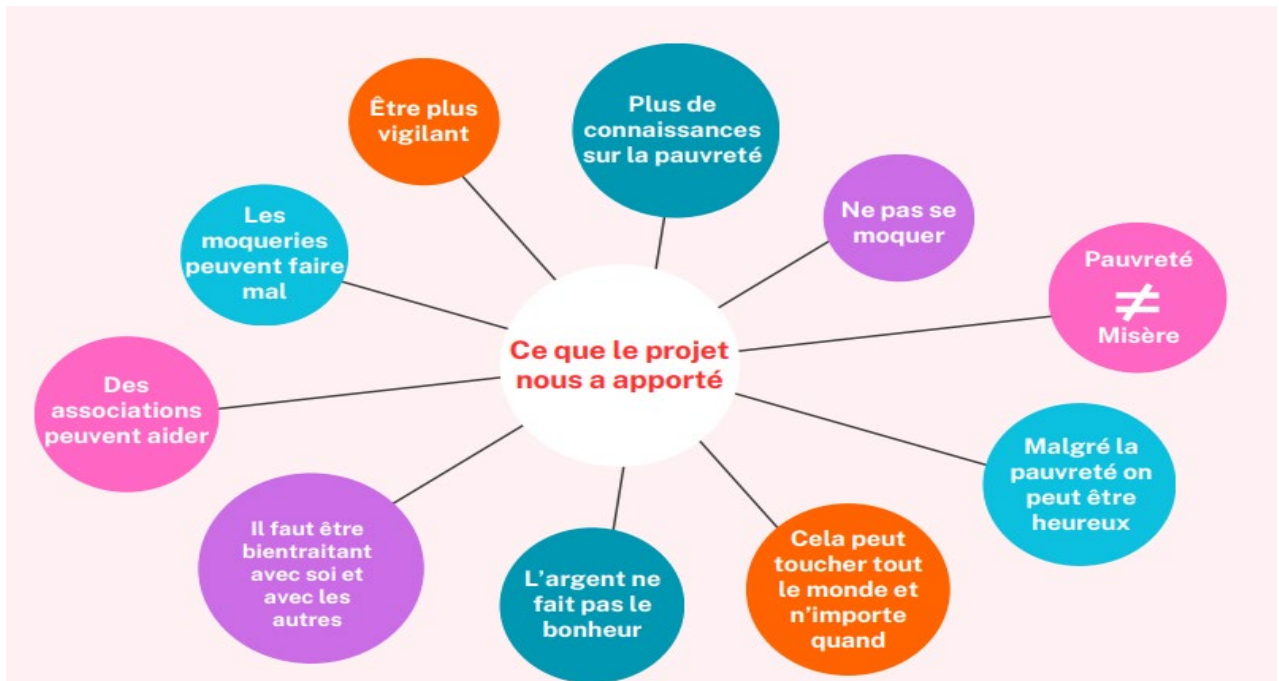 Être plus
vigilant
Plus de
connaissances
sur la pauvreté
Ne pas se
moquer
Les
moqueries
peuvent faire
mal
Pauvreté
≠
Misère
Ce que le projet
nous a apporté
Des
associations
peuvent aider
Malgré la
pauvreté on
peut être
heureux
Il faut être
bientraitant
avec soi et
avec les
autres
L'argent ne
fait pas le
bonheur
Cela peut
toucher tout
le monde et
n'importe
quand